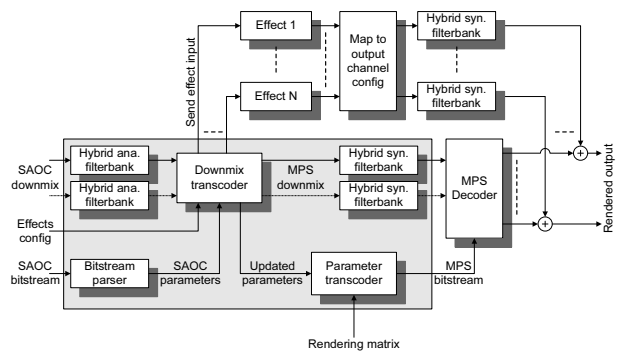 Send effect input
Effect 1
Effect N
Map to
output
channel
config
Hybrid syn.
filterbank
Hybrid syn.
filterbank
SAOC
downmix
Hybrid ana.
filterbank
Hybrid ana.
filterbank
Downmix
transcoder
MPS
downmix
Hybrid syn.
filterbank
Hybrid syn.
filterbank
MPS
Decoder
Rendered output
Effects
config
SAOC
bitstream
Bitstream
parser
SAOC
parameters
Updated
parameters
Parameter
transcoder
MPS
bitstream
Rendering matrix